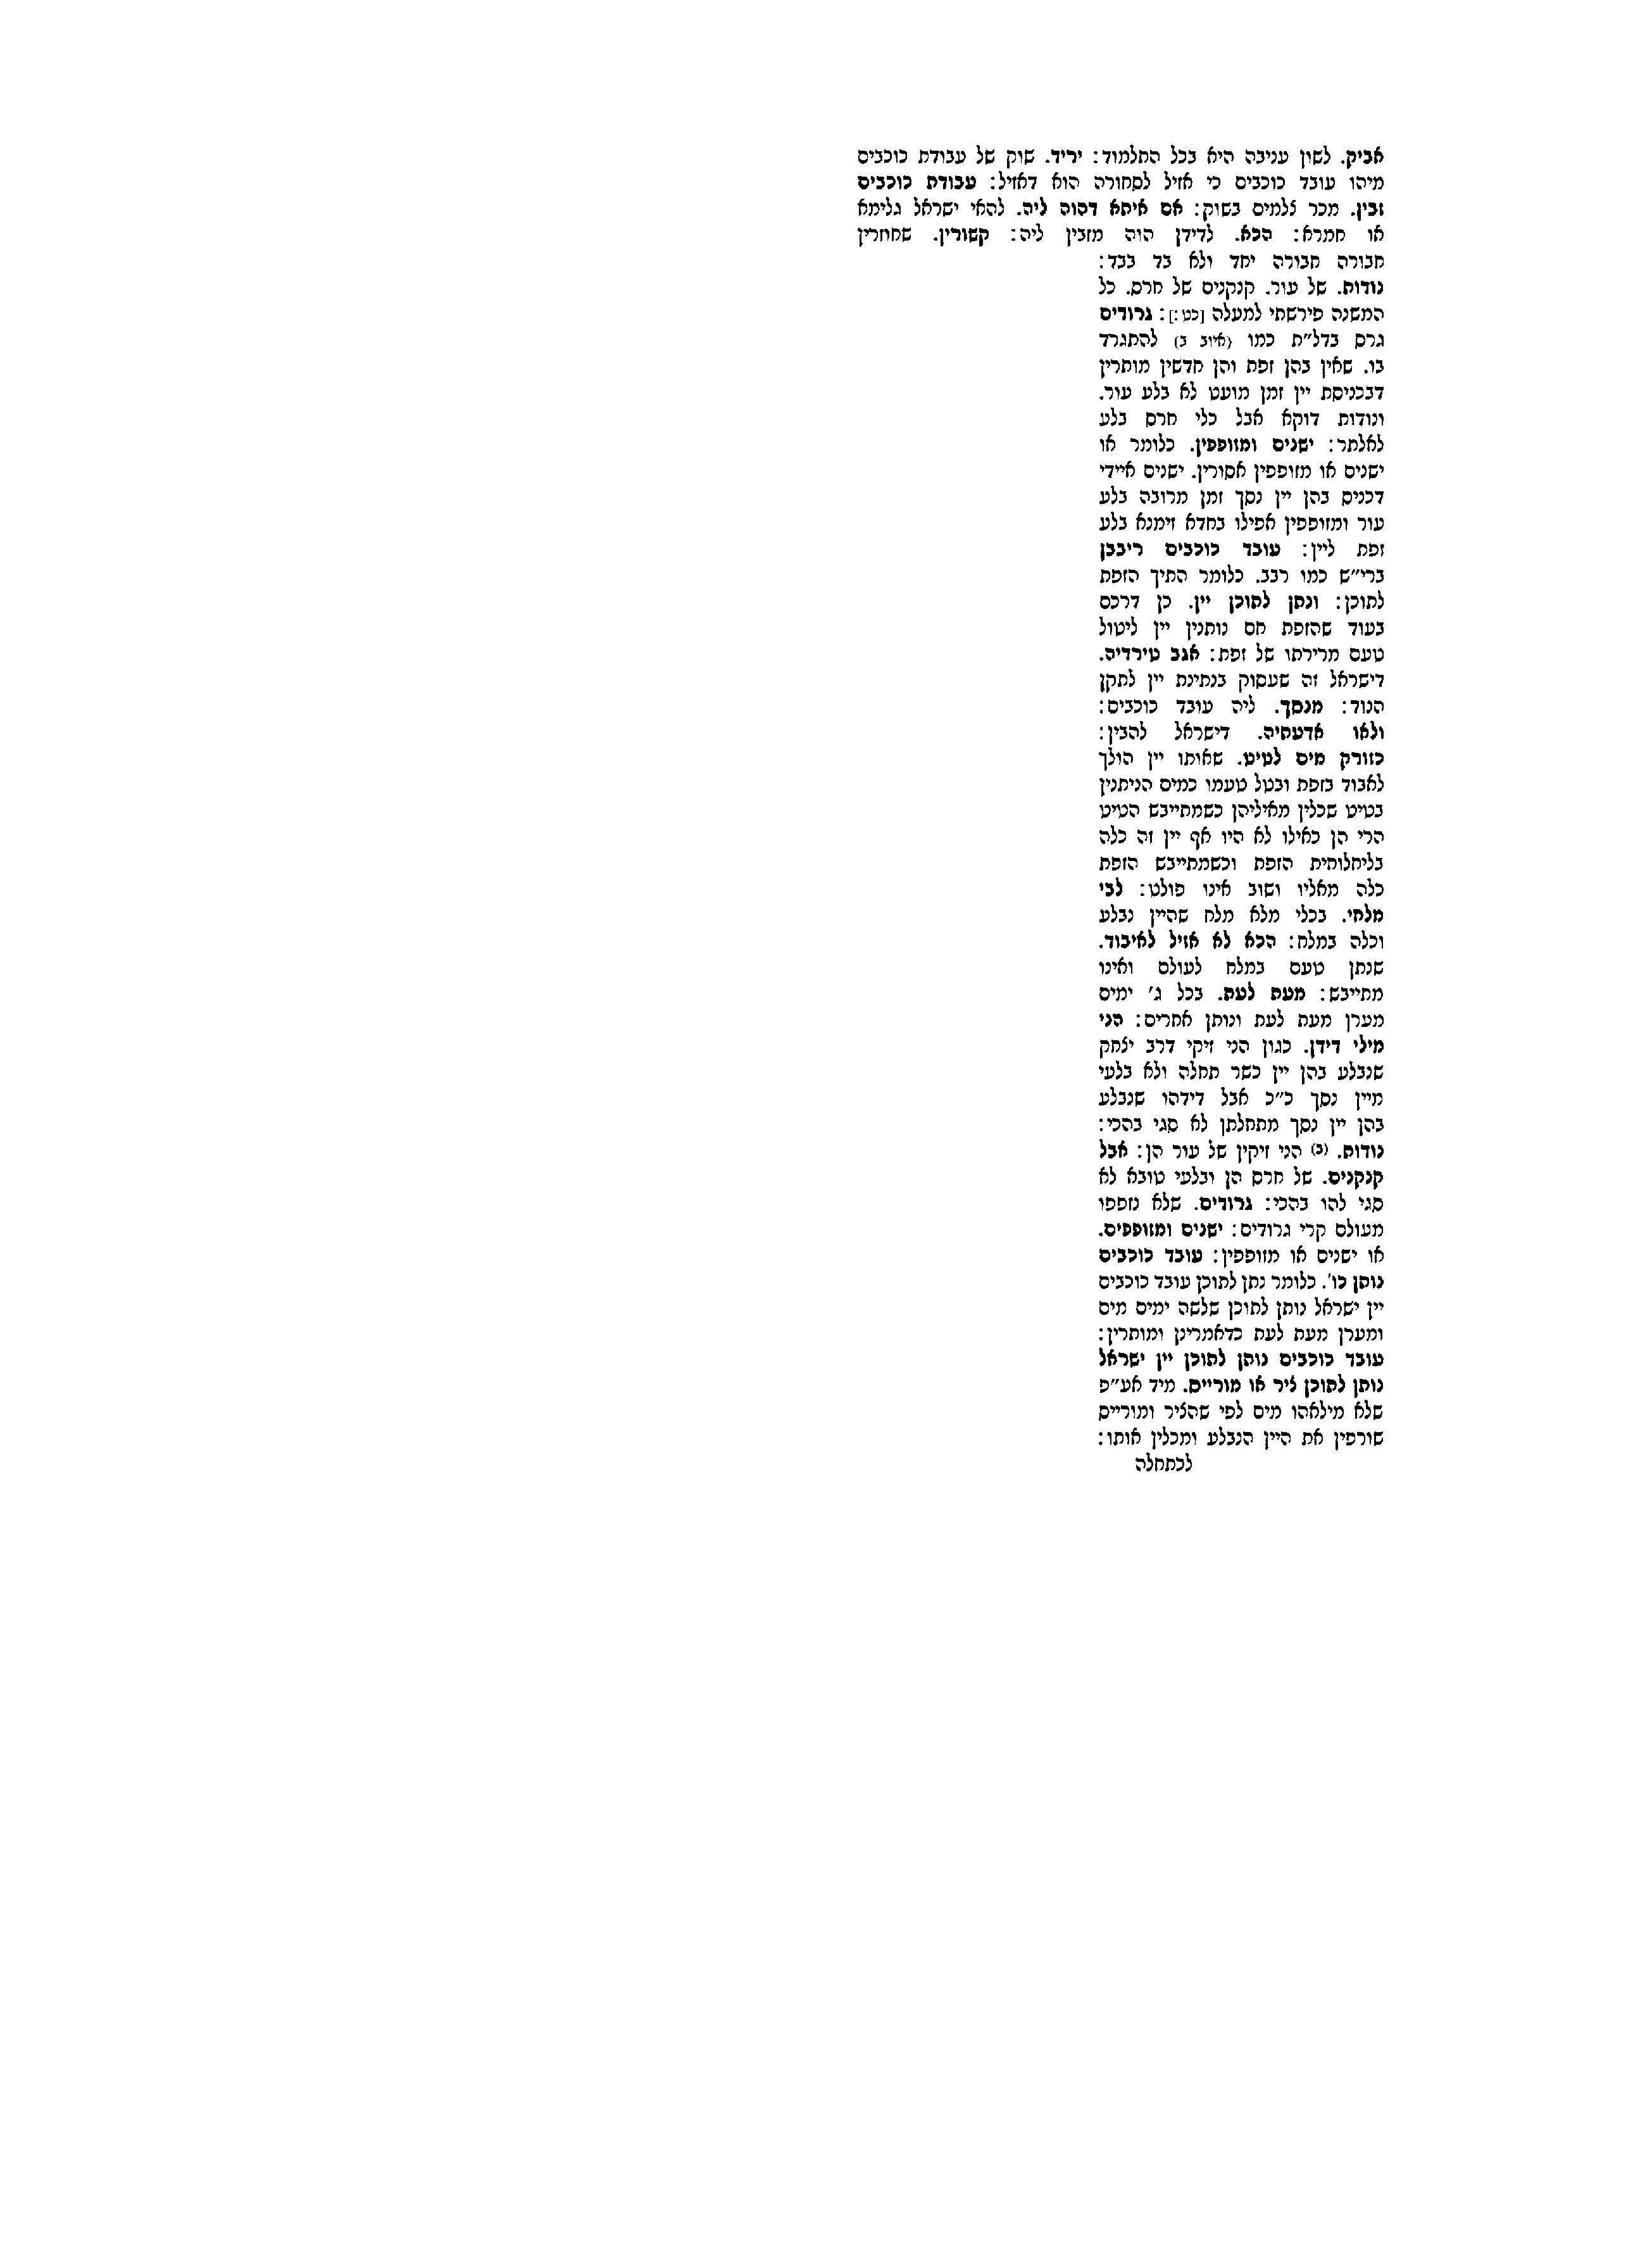 אביק. לשון עניבה היא בכל התלמוד: יריד. שוק של עבודת כוכבים
מיהו עובד כוכבים כי אזיל לסחורה הוא דאזיל: עבודת כוכבים
זבין. מכר צלמים בשוק: אם איתא דהוה ליה. להאי ישראל גלימא
או חמרא: הכא. לדידן הוה מזבין ליה: קשורין. שחוזרין
חבורה חבורה יחד ולא בד בבד:
נודות. של עור. קנקנים של חרס. כל
המשנה פירשתי למעלה [כט:]: גרודים
גרס בדל״ת כמו (איוב ב) להתגרד
בו. שאין בהן זפת והן חדשין מותרין
דבכניסת יין זמן מועט לא בלע עור.
ונודות דוקא אבל כלי חרס בלע
לאלתר: ישנים ומזופפין. כלומר או
ישנים או מזופפין אסורין. ישנים איידי
דכניס בהן יין נסך זמן מרובה בלע
עור ומזופפין אפילו בחדא זימנא בלע
זפת ליין: עובד כוכבים ריבבן
ברי״ש כמו רבב. כלומר התיך הזפת
לתוכן: ונתן לתוכן יין. כן דרכם
בעוד שהזפת חם נותנין יין ליטול
טעם מרירתו של זפת: אגב טירדיה.
דישראל זה שעסוק בנתינת יין לתקן
הנוד: מנסך. ליה עובד כוכבים:
ולאו אדעתיה. דישראל להבין:
כזורק מים לטיט. שאותו יין הולך
לאבוד בזפת ובטל טעמו כמים הניתנין
בטיט שכלין מאיליהן כשמתייבש הטיט
הרי הן כאילו לא היו אף יין זה כלה
בליחלוחית הזפת וכשמתייבש הזפת
כלה מאליו ושוב אינו פולט: לבי
מלחי. בכלי מלא מלח שהיין נבלע
וכלה במלח: הכא לא אזיל לאיבוד.
שנתן טעם במלח לעולם ואינו
מתייבש: מעת לעת. בכל ג׳ ימים
מערן מעת לעת ונותן אחרים: הני
מילי דידן. כגון הני זיקי דרב יצחק
שנבלע בהן יין כשר תחלה ולא בלעי
מיין נסך כ״כ אבל דידהו שנבלע
בהן יין נסך מתחלתן לא סגי בהכי:
נודות. (ב) הני זיקין של עור הן: אבל
קנקנים. של חרס הן ובלעי טובא לא
סגי להו בהכי: גרודים. שלא נזפפו
מעולם קרי גרודים: ישנים ומזופפים.
או ישנים או מזופפין: עובד כוכבים
נותן כו׳. כלומר נתן לתוכן עובד כוכבים
יין ישראל נותן לתוכן שלשה ימים מים
ומערן מעת לעת כדאמרינן ומותרין:
עובד כוכבים נותן לתוכן יין ישראל
נותן לתוכן ציר או מורייס. מיד אע״פ
שלא מילאהו מים לפי שהציר ומורייס
שורפין את היין הנבלע ומכלין אותו:
לכתחלה